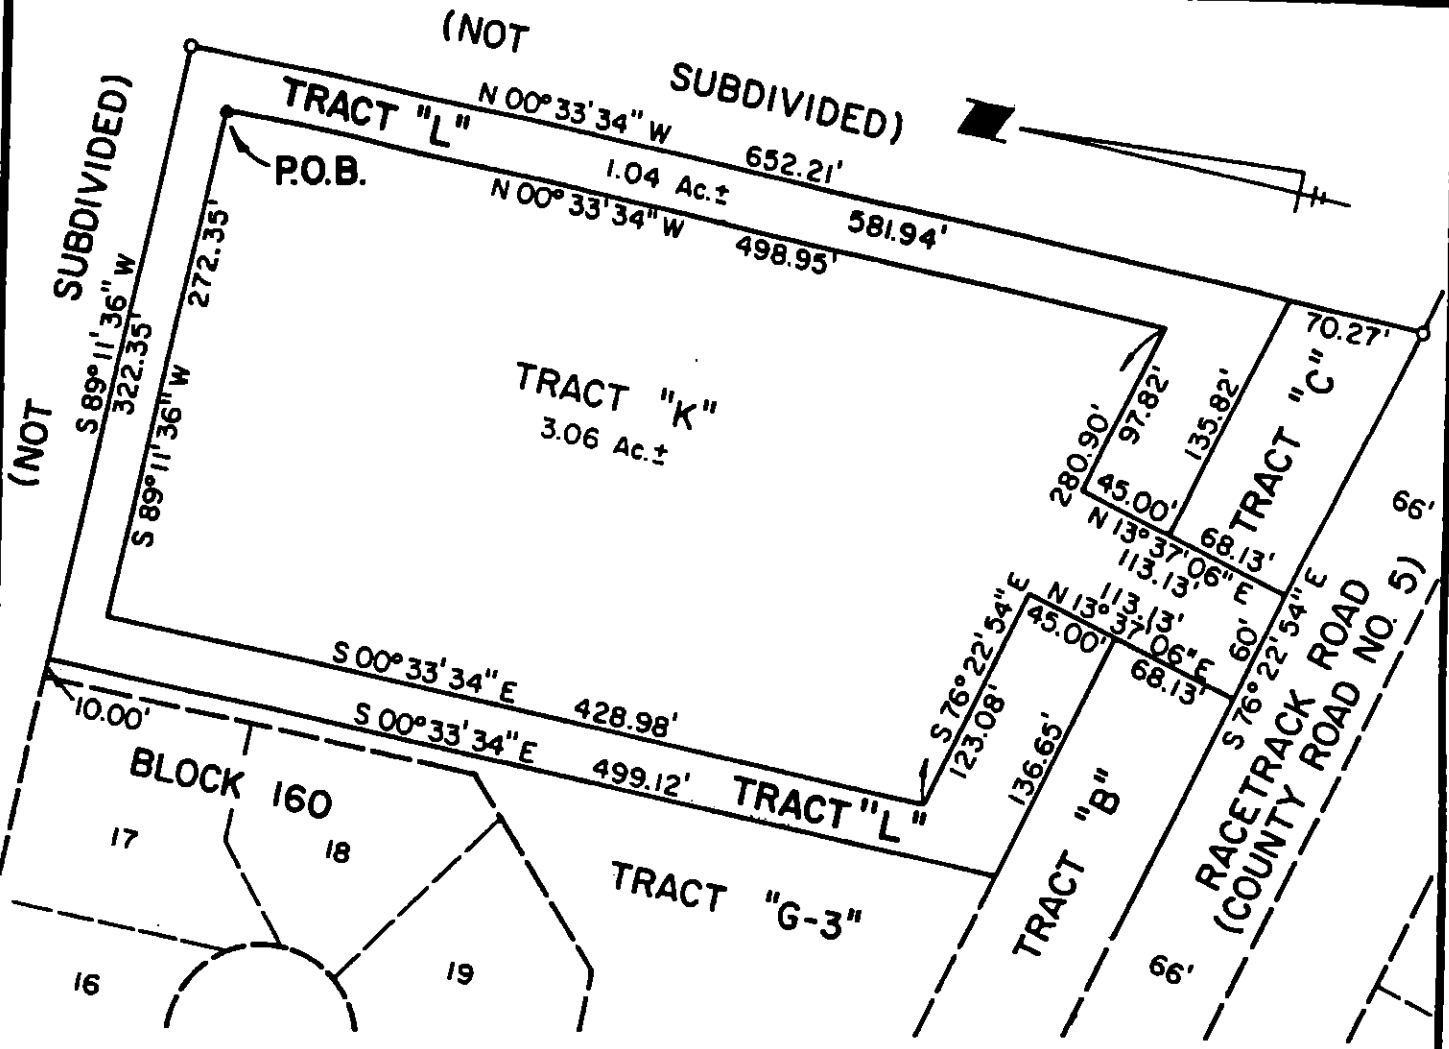 (NOT
SUBDIVIDED)
(NOT SUBDIVIDED)
TRACT "L"
N 00°33'34" W 652.21'
P.O.B.
1.04 Ac.±
581.94'
N 00°33'34" W 498.95'
70.27'
S 89°11'36" W
322.35'
272.35'
S 89°11'36" W
TRACT "K"
3.06 Ac.±
280.90'
97.82'
135.82'
TRACT "C"
45.00'
68.13'
N 13°37'06" E
113.13'
113.13'
N 13°37'06" E
45.00'
68.13'
60'
S 76°22'54" E
66'
RACETRACK ROAD
(COUNTY ROAD NO. 5)
S 76°22'54" E
123.08'
136.65'
S 00°33'34" E 428.98'
S 00°33'34" E 499.12'
10.00'
TRACT "L"
BLOCK 160
17
18
TRACT "G-3"
TRACT "B"
16
19
66'